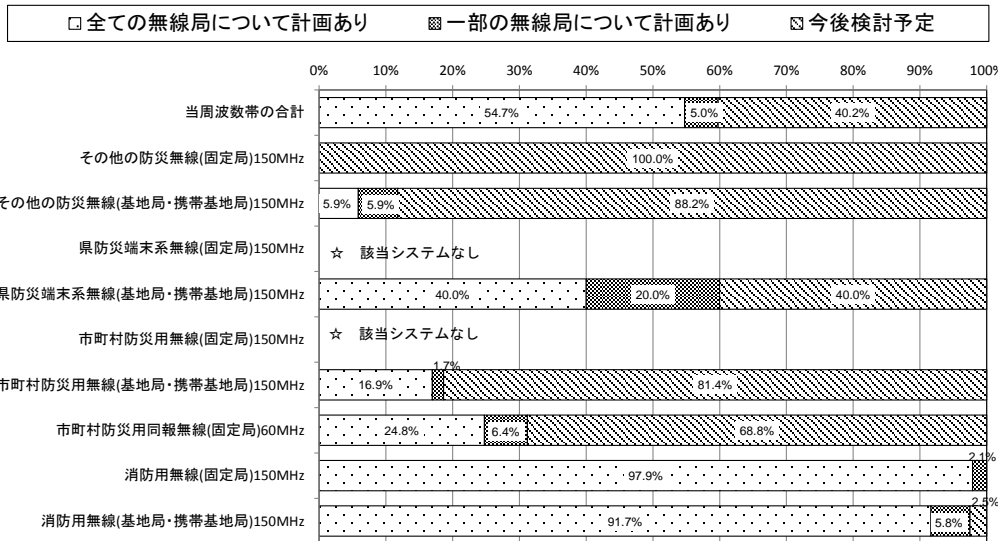 全ての無線局について計画あり 一部の無線局について計画あり 今後検討予定
0% 10% 20% 30% 40% 50% 60% 70% 80% 90% 100%
当周波数帯の合計 54.7% 5.0% 40.2%
その他の防災無線(固定局)150MHz 100.0%
その他の防災無線(基地局・携帯基地局)150MHz 5.9% 5.9% 88.2%
県防災端末系無線(固定局)150MHz ☆ 該当システムなし
県防災端末系無線(基地局・携帯基地局)150MHz 40.0% 20.0% 40.0%
市町村防災用無線(固定局)150MHz ☆ 該当システムなし
市町村防災用無線(基地局・携帯基地局)150MHz 16.9% 1.7% 81.4%
市町村防災用同報無線(固定局)60MHz 24.8% 6.4% 68.8%
消防用無線(固定局)150MHz 97.9% 2.1%
消防用無線(基地局・携帯基地局)150MHz 91.7% 5.8% 2.5%